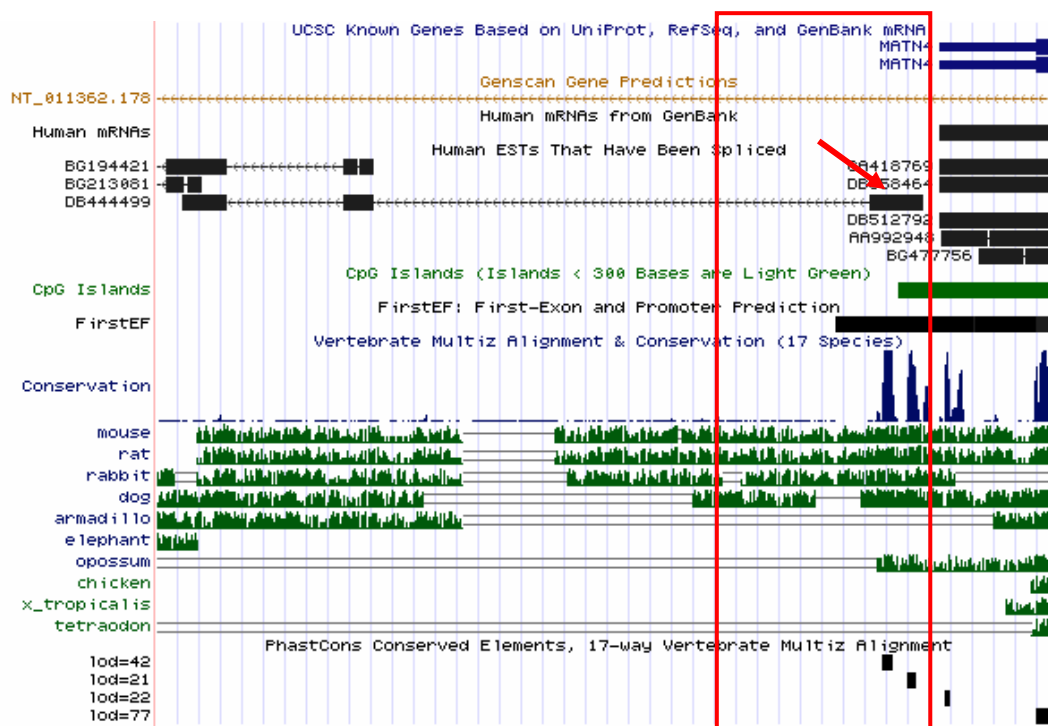 UCSC Known Genes Based on UniProt, RefSeq, and GenBank mRNA
MATN4
MATN4
Genscan Gene Predictions
NT_011362.178
Human mRNAs from GenBank
Human mRNAs
Human ESTs That Have Been Spliced
BG194421
418769
BG213081
DB 58464
DB444499
DB512792
AA992948
BG477756
CpG Islands (Islands < 300 Bases are Light Green)
CpG Islands
FirstEF: First-Exon and Promoter Prediction
FirstEF
Vertebrate Multiz Alignment & Conservation (17 Species)
Conservation
mouse
rat
rabbit
dog
armadillo
elephant
opossum
chicken
x_tropicalis
tetraodon
PhastCons Conserved Elements, 17-way Vertebrate Multiz Alignment
lod=42
lod=21
lod=22
lod=77